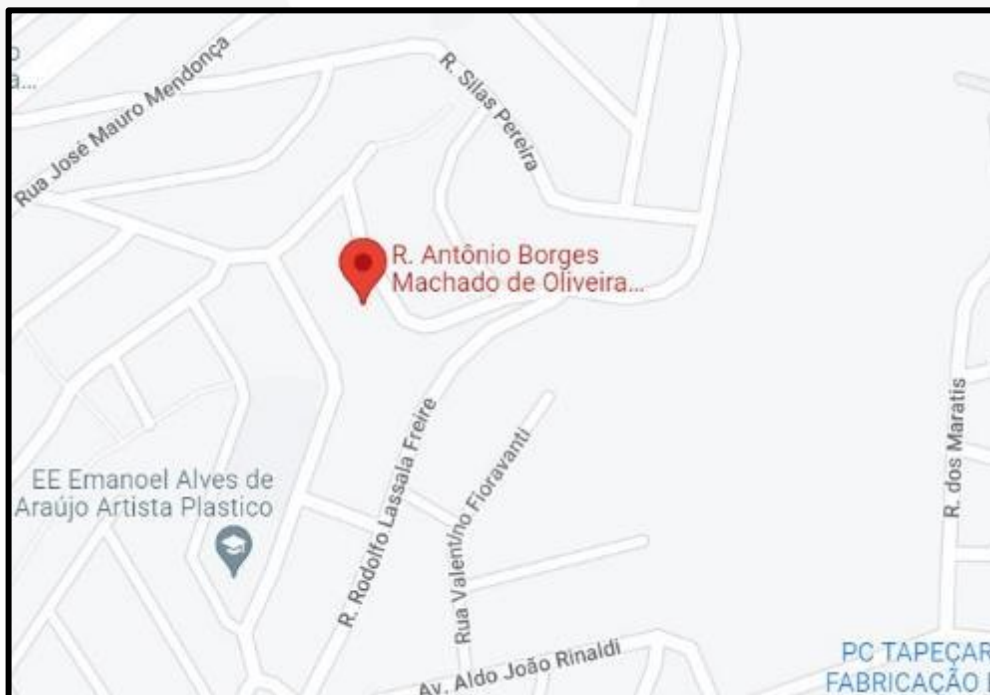 Rua José Mauro Mendonça
R. Silas Pereira
R. Antônio Borges
Machado de Oliveira...
R. dos Maratis
R. Rodolfo Lassala Freire
Rua Valentino Fioravanti
EE Emanoel Alves de
Araújo Artista Plastico
Av. Aldo João Rinaldi
PC TAPEÇAR
FABRICAÇÃO